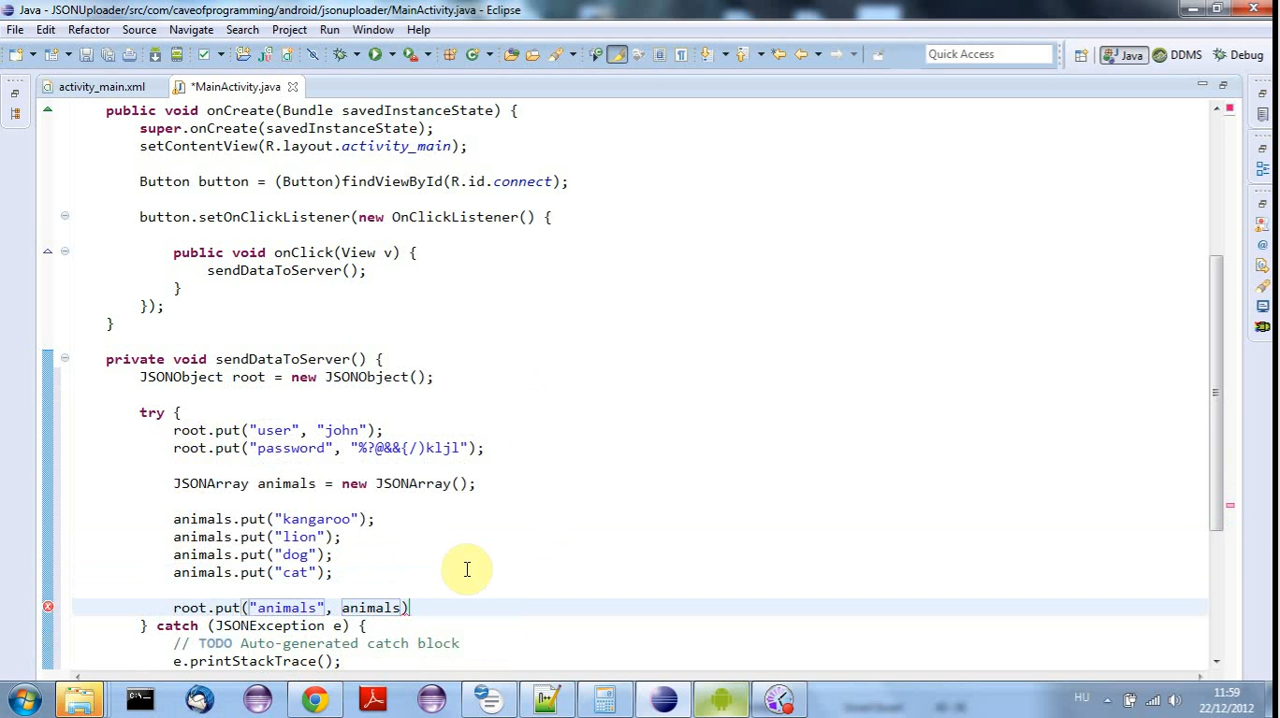 Java - JSONUploader/src/com/caveofprogramming/android/jsonuploader/MainActivity.java - Eclipse
File Edit Refactor Source Navigate Search Project Run Window Help
Quick Access Java DDMS Debug
activity_main.xml *MainActivity.java
public void onCreate(Bundle savedInstanceState) {
super.onCreate(savedInstanceState);
setContentView(R.layout.activity_main);
Button button = (Button)findViewById(R.id.connect);
button.setOnClickListener(new OnClickListener() {
public void onClick(View v) {
sendDataToServer();
}
});
}
private void sendDataToServer() {
JSONObject root = new JSONObject();
try {
root.put("user", "john");
root.put("password", "%?@&&{/)kljl");
JSONArray animals = new JSONArray();
animals.put("kangaroo");
animals.put("lion");
animals.put("dog");
animals.put("cat");
root.put("animals", animals)
} catch (JSONException e) {
// TODO Auto-generated catch block
e.printStackTrace();
HU 11:59
22/12/2012